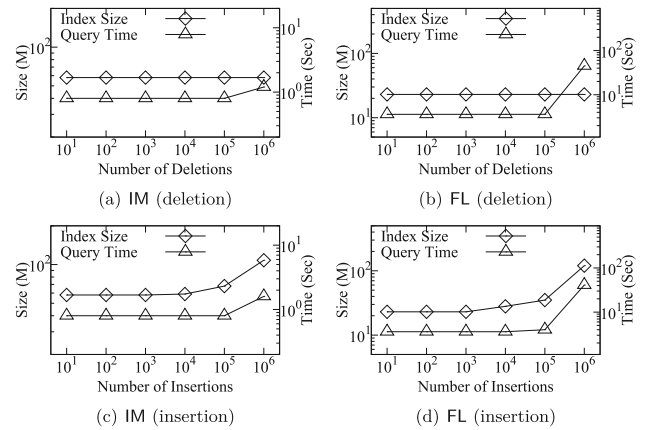 Index Size
Query Time
10^2
10^1
10^0
Size (M)
Time (Sec)
10^1 10^2 10^3 10^4 10^5 10^6
Number of Deletions
(a) IM (deletion)
Index Size
Query Time
10^2
10^1
10^2
10^1
Size (M)
Time (Sec)
10^1 10^2 10^3 10^4 10^5 10^6
Number of Deletions
(b) FL (deletion)
Index Size
Query Time
10^2
10^1
10^0
Size (M)
Time (Sec)
10^1 10^2 10^3 10^4 10^5 10^6
Number of Insertions
(c) IM (insertion)
Index Size
Query Time
10^2
10^1
10^2
10^1
Size (M)
Time (Sec)
10^1 10^2 10^3 10^4 10^5 10^6
Number of Insertions
(d) FL (insertion)